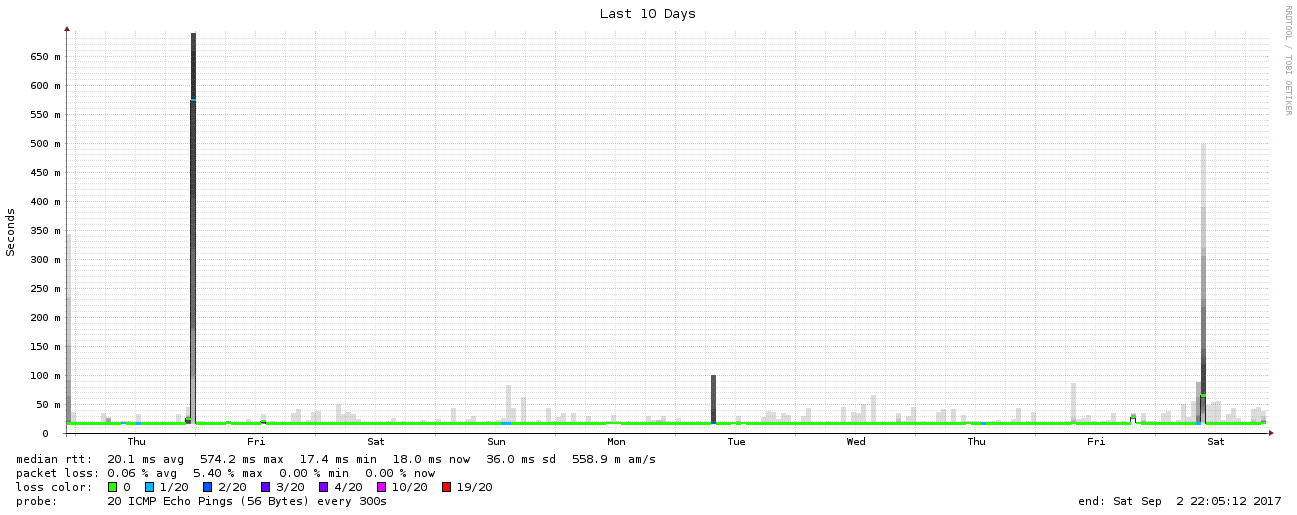 Last 10 Days
RRDTOOL / TOBI OETIKER
Seconds
650 m
600 m
550 m
500 m
450 m
400 m
350 m
300 m
250 m
200 m
150 m
100 m
50 m
0
Thu Fri Sat Sun Mon Tue Wed Thu Fri Sat
median rtt: 20.1 ms avg 574.2 ms max 17.4 ms min 18.0 ms now 36.0 ms sd 558.9 m am/s
packet loss: 0.06 % avg 5.40 % max 0.00 % min 0.00 % now
loss color: 0 1/20 2/20 3/20 4/20 10/20 19/20
probe: 20 ICMP Echo Pings (56 Bytes) every 300s end: Sat Sep 2 22:05:12 2017